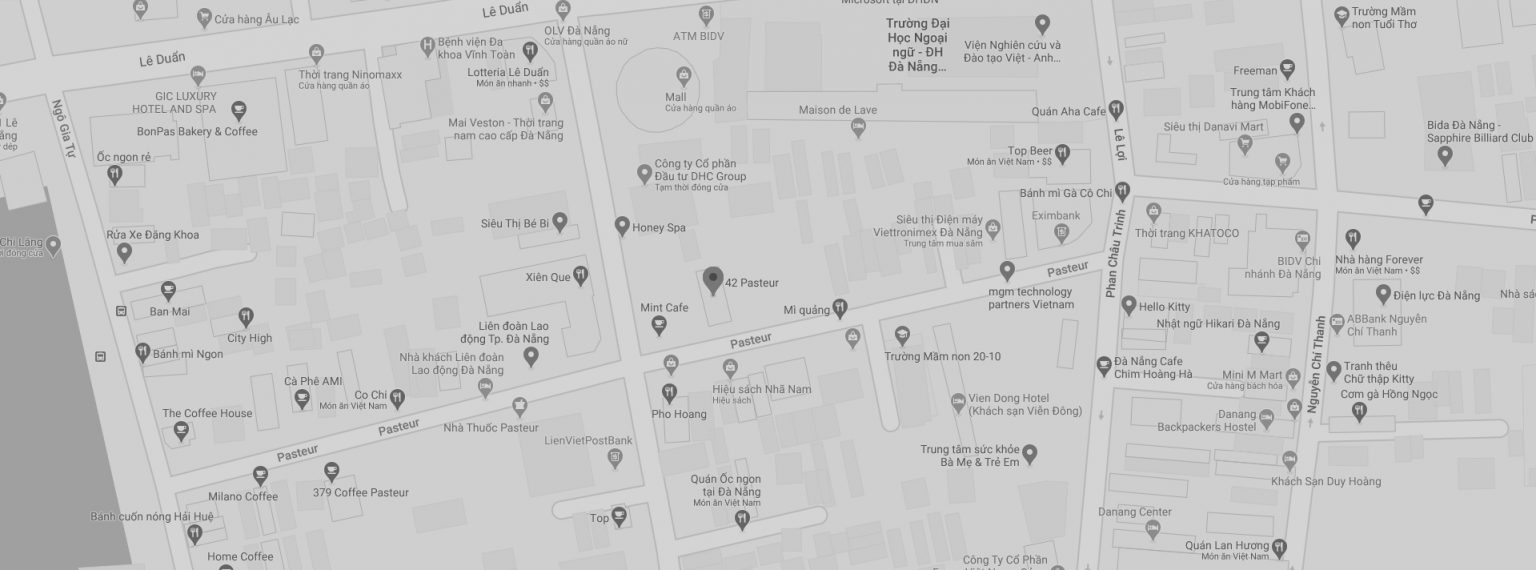 Cửa hàng Âu Lạc
Lê Duẩn
OLV Đà Nẵng
Cửa hàng quần áo nữ
ATM BIDV
Microsoft tại ĐHĐN
Trường Đại
Học Ngoại
ngữ - ĐH
Đà Nẵng...
Viện Nghiên cứu và
Đào tạo Việt - Anh...
Trường Mầm
non Tuổi Thơ
Lê Duẩn
Thời trang Ninomaxx
Cửa hàng quần áo
Bệnh viện Đa
khoa Vĩnh Toàn
Lotteria Lê Duẩn
Món ăn nhanh • $$
Mall
Cửa hàng quần áo
Freeman
Trung tâm Khách
hàng MobiFone...
GIC LUXURY
HOTEL AND SPA
BonPas Bakery & Coffee
Mai Veston - Thời trang
nam cao cấp Đà Nẵng
Maison de Lave
Quán Aha Cafe
Lê Lợi
Siêu thị Danavi Mart
Cửa hàng tạp phẩm
Bida Đà Nẵng -
Sapphire Billiard Club
Ngô Gia Tự
Ốc ngon rẻ
Công ty Cổ phần
Đầu tư DHC Group
Tạm thời đóng cửa
Top Beer
Món ăn Việt Nam • $$
Bánh mì Gà Cô Chi
Eximbank
Phan Châu Trinh
Thời trang KHATOCO
Chi Lăng
Rửa Xe Đăng Khoa
Siêu Thị Bé Bi
Honey Spa
Siêu thị Điện máy
Viettronimex Đà Nẵng
Trung tâm mua sắm
BIDV Chi
nhánh Đà Nẵng
Nhà hàng Forever
Món ăn Việt Nam • $$
Xiên Que
42 Pasteur
Pasteur
mgm technology
partners Vietnam
Điện lực Đà Nẵng
Nhà sác
Ban Mai
City High
Mint Cafe
Mì quảng
Hello Kitty
Nhật ngữ Hikari Đà Nẵng
ABBank Nguyễn
Chí Thanh
Nguyễn Chí Thanh
Bánh mì Ngon
Liên đoàn Lao
động Tp. Đà Nẵng
Pasteur
Trường Mầm non 20-10
Đà Nẵng Cafe
Chim Hoàng Hà
Nhà khách Liên đoàn
Lao động Đà Nẵng
Mini M Mart
Cửa hàng bách hóa
Tranh thêu
Chữ thập Kitty
Cơm gà Hồng Ngọc
Cà Phê AMI
Co Chi
Món ăn Việt Nam
Hiệu sách Nhã Nam
Hiệu sách
Pho Hoang
Vien Dong Hotel
(Khách sạn Viễn Đông)
Danang
Backpackers Hostel
The Coffee House
Pasteur
Nhà Thuốc Pasteur
LienVietPostBank
Trung tâm sức khỏe
Bà Mẹ & Trẻ Em
Pasteur
Milano Coffee
379 Coffee Pasteur
Quán Ốc ngon
tại Đà Nẵng
Món ăn Việt Nam
Khách Sạn Duy Hoàng
Bánh cuốn nóng Hải Huệ
Top
Danang Center
Home Coffee
Công Ty Cổ Phần
Quán Lan Hương
Món ăn Việt Nam